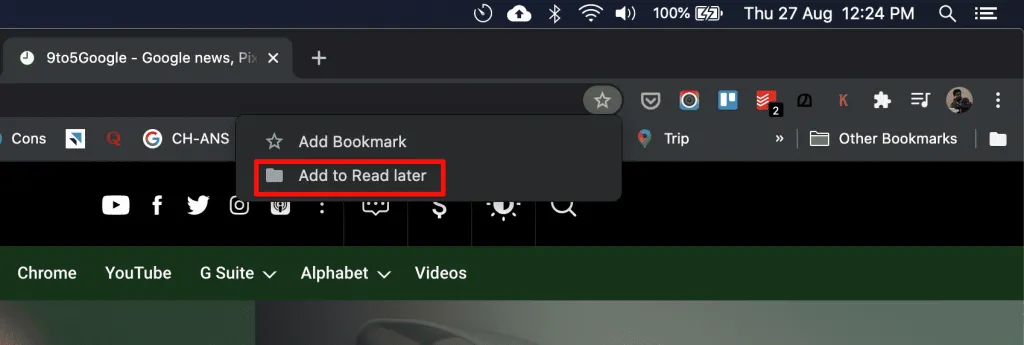 100% Thu 27 Aug 12:24 PM
9to5Google - Google news, Pix
2
K
Cons Q G CH-ANS Trip » Other Bookmarks
Add Bookmark
Add to Read later
Chrome YouTube G Suite Alphabet Videos